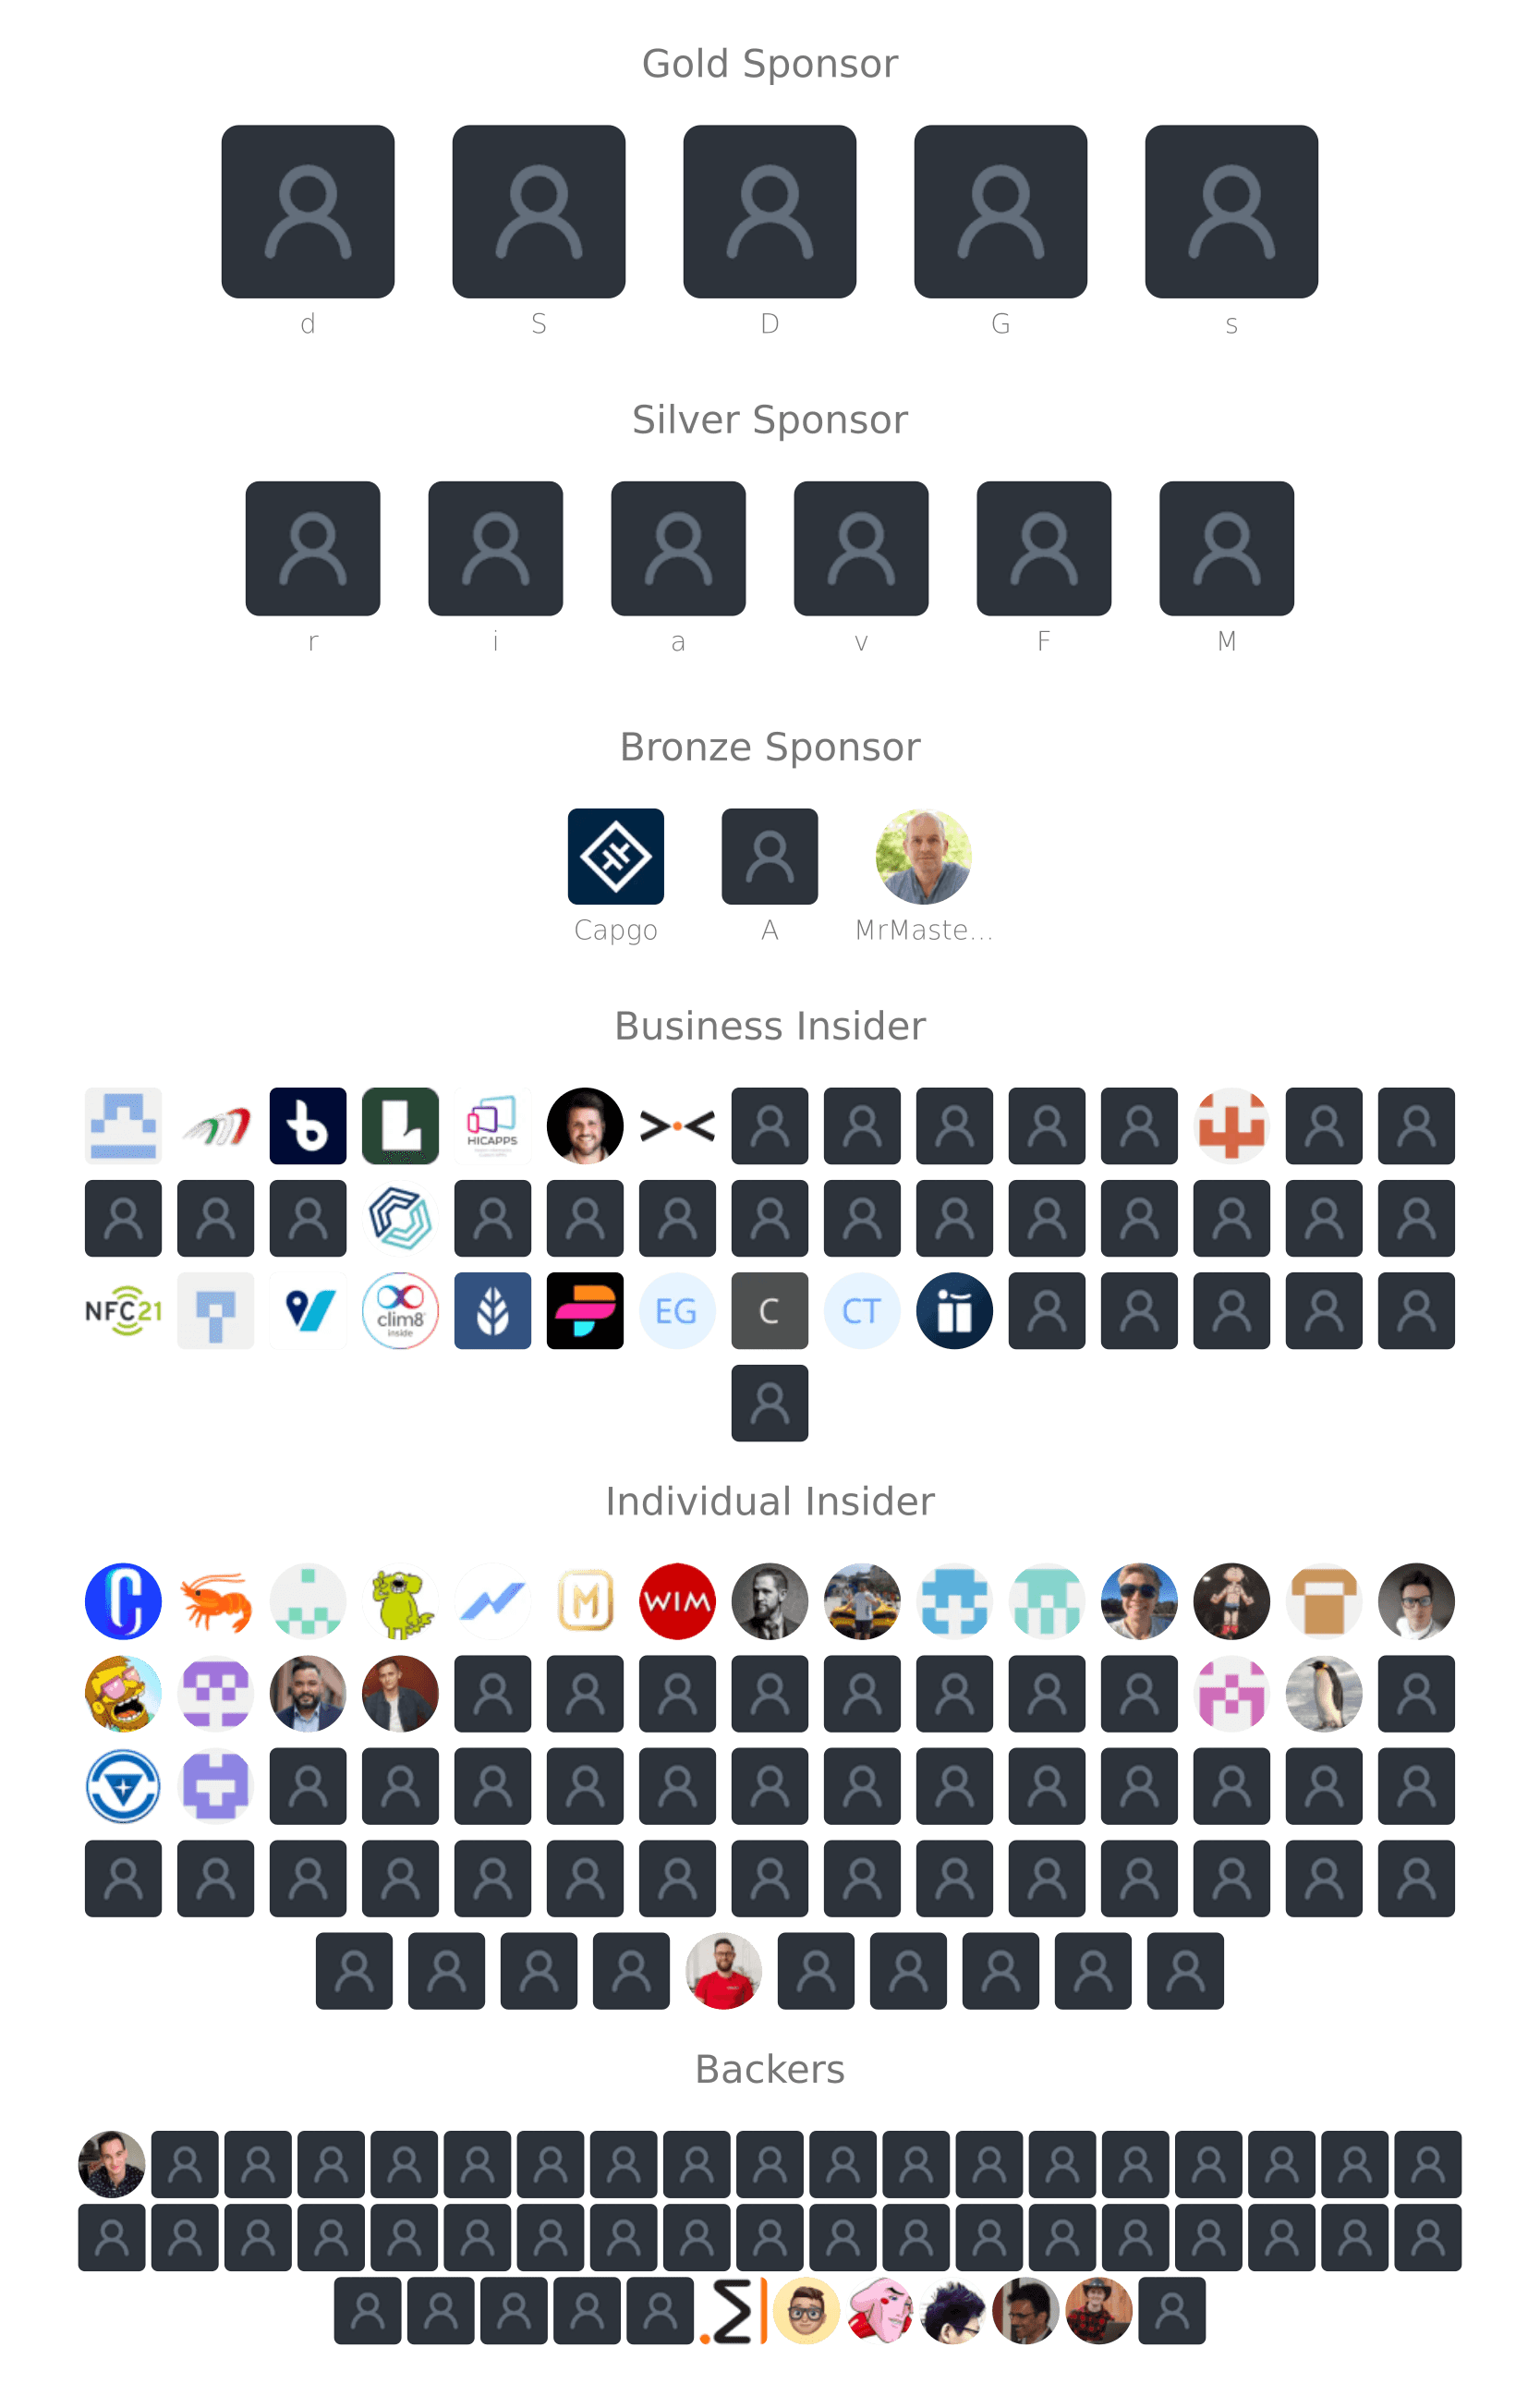 Gold Sponsor
d S D G s
Silver Sponsor
r i a v F M
Bronze Sponsor
Capgo A MrMaste...
Business Insider
HICAPPS
NFC21 clim8 inside EG C CT
Individual Insider
C M WIM
Backers